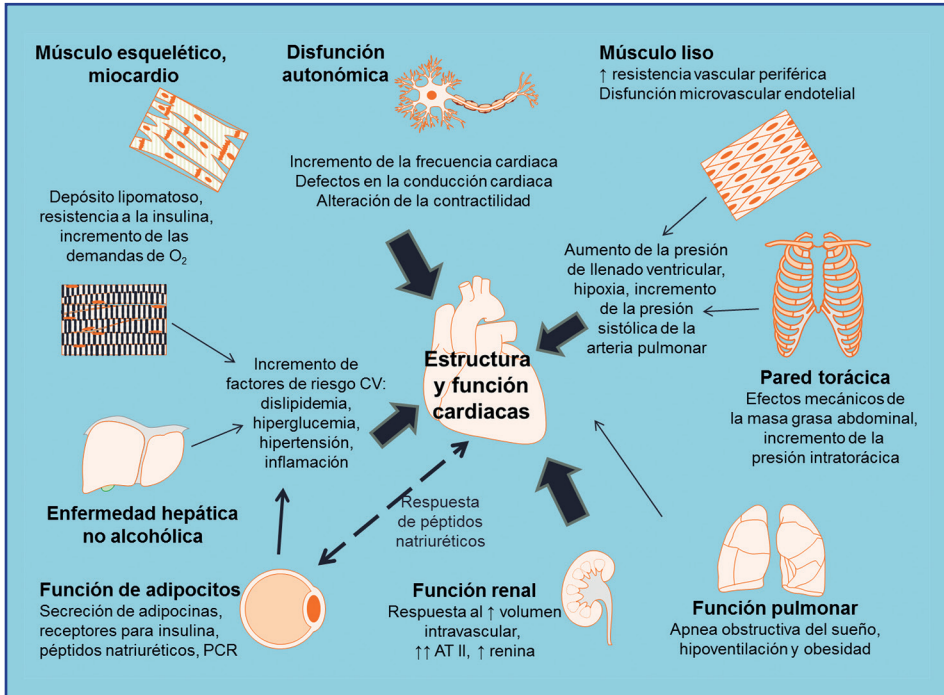 Músculo esquelético,
miocardio
Depósito lipomatoso,
resistencia a la insulina,
incremento de las
demandas de O₂
Disfunción
autonómica
Incremento de la frecuencia cardiaca
Defectos en la conducción cardiaca
Alteración de la contractilidad
Músculo liso
↑ resistencia vascular periférica
Disfunción microvascular endotelial
Aumento de la presión
de llenado ventricular,
hipoxia, incremento
de la presión
sistólica de la
arteria pulmonar
Estructura
y función
cardiacas
Incremento de
factores de riesgo CV:
dislipidemia,
hiperglucemia,
hipertensión,
inflamación
Pared torácica
Efectos mecánicos de
la masa grasa abdominal,
incremento de la
presión intratorácica
Enfermedad hepática
no alcohólica
Respuesta
de péptidos
natriuréticos
Función de adipocitos
Secreción de adipocinas,
receptores para insulina,
péptidos natriuréticos, PCR
Función renal
Respuesta al ↑ volumen
intravascular,
↑↑ AT II, ↑ renina
Función pulmonar
Apnea obstructiva del sueño,
hipoventilación y obesidad